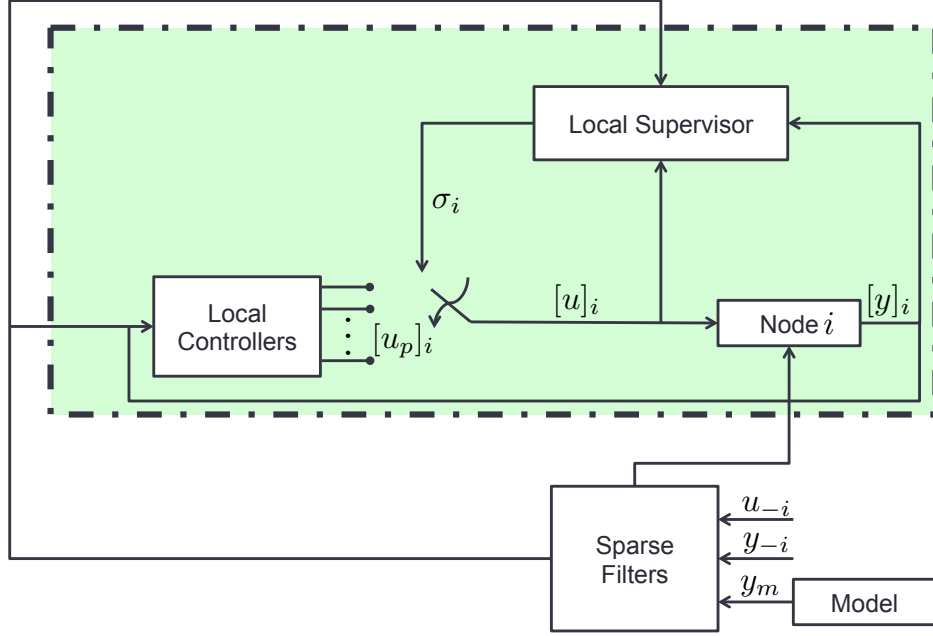 Local Supervisor
σ_i
Local
Controllers
[u_p]_i
[u]_i
Node i
[y]_i
Sparse
Filters
u_{-i}
y_{-i}
y_m
Model